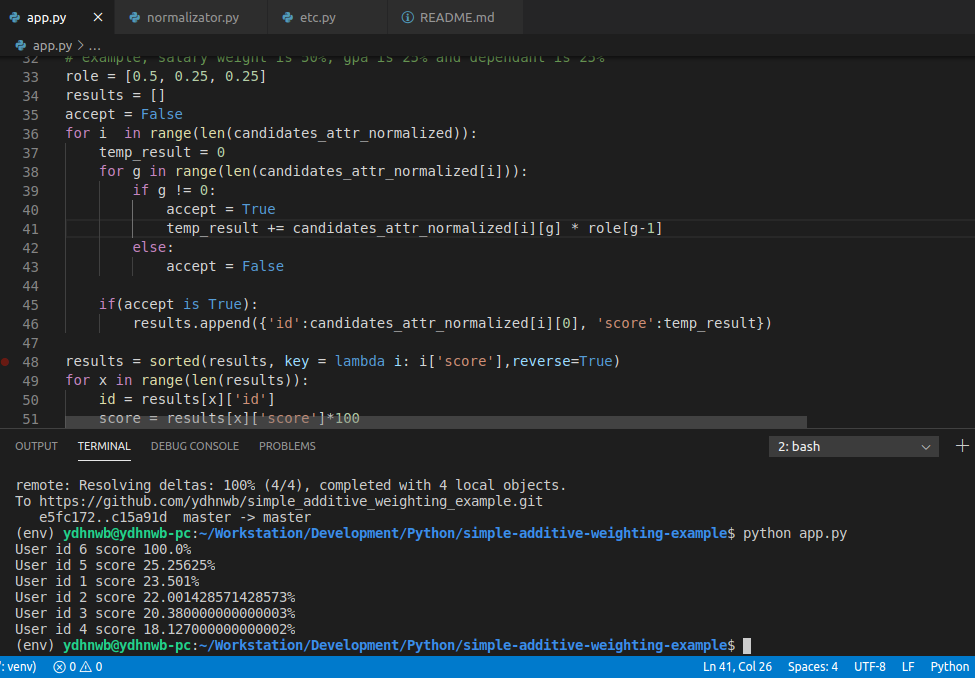 app.py
normalizator.py
etc.py
README.md
app.py > ...
32 # example, salary weight is 50%, gpa is 25% and dependant is 25%
33 role = [0.5, 0.25, 0.25]
34 results = []
35 accept = False
36 for i  in range(len(candidates_attr_normalized)):
37     temp_result = 0
38     for g in range(len(candidates_attr_normalized[i])):
39         if g != 0:
40             accept = True
41             temp_result += candidates_attr_normalized[i][g] * role[g-1]
42         else:
43             accept = False
44
45     if(accept is True):
46         results.append({'id':candidates_attr_normalized[i][0], 'score':temp_result})
47
48 results = sorted(results, key = lambda i: i['score'],reverse=True)
49 for x in range(len(results)):
50     id = results[x]['id']
51     score = results[x]['score']*100
OUTPUT TERMINAL DEBUG CONSOLE PROBLEMS 2: bash
remote: Resolving deltas: 100% (4/4), completed with 4 local objects.
To https://github.com/ydhnwb/simple_additive_weighting_example.git
   e5fc172..c15a91d  master -> master
(env) ydhnwb@ydhnwb-pc:~/Workstation/Development/Python/simple-additive-weighting-example$ python app.py
User id 6 score 100.0%
User id 5 score 25.25625%
User id 1 score 23.501%
User id 2 score 22.001428571428573%
User id 3 score 20.380000000000003%
User id 4 score 18.127000000000002%
(env) ydhnwb@ydhnwb-pc:~/Workstation/Development/Python/simple-additive-weighting-example$
': venv) 0 0 Ln 41, Col 26 Spaces: 4 UTF-8 LF Python